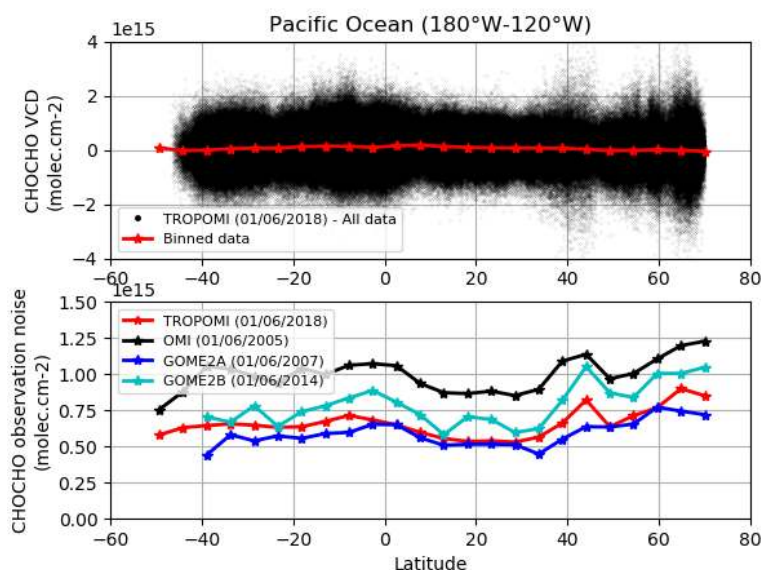 Pacific Ocean (180°W-120°W)
1e15
4
2
0
−2
−4
CHOCHO VCD
(molec.cm-2)
TROPOMI (01/06/2018) - All data
Binned data
−60 −40 −20 0 20 40 60 80
1e15
1.50
1.25
1.00
0.75
0.50
0.25
0.00
CHOCHO observation noise
(molec.cm-2)
TROPOMI (01/06/2018)
OMI (01/06/2005)
GOME2A (01/06/2007)
GOME2B (01/06/2014)
−60 −40 −20 0 20 40 60 80
Latitude